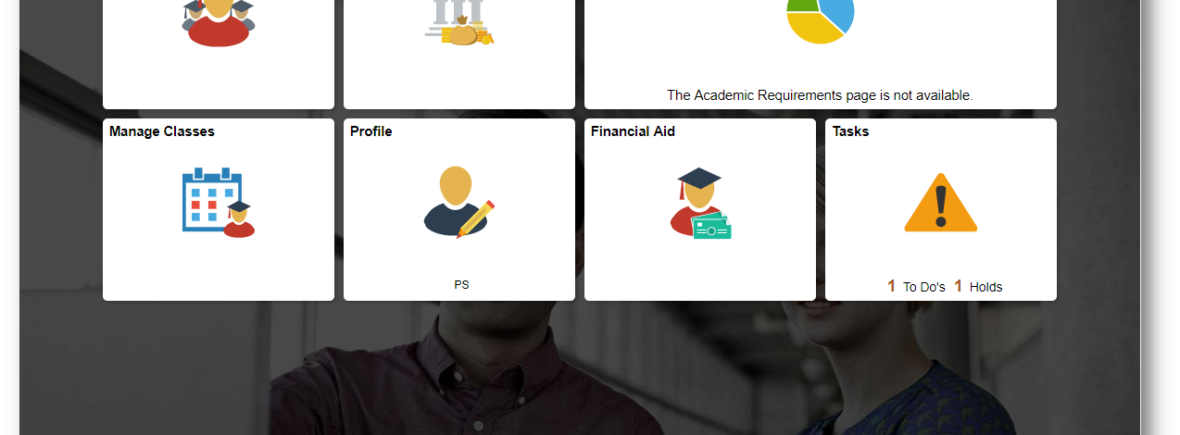 The Academic Requirements page is not available.
Manage Classes
Profile
Financial Aid
Tasks
PS
1 To Do's 1 Holds